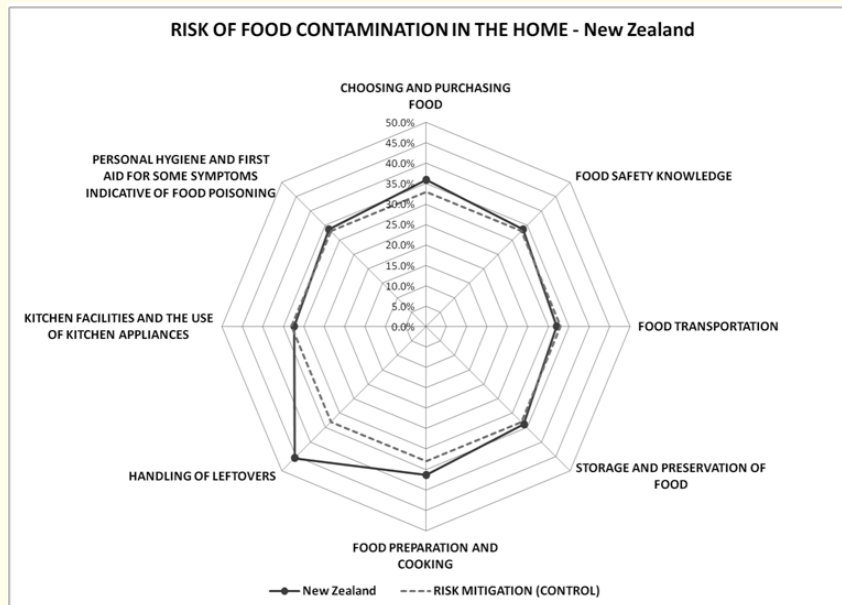 RISK OF FOOD CONTAMINATION IN THE HOME - New Zealand
CHOOSING AND PURCHASING
FOOD
50.0%
45.0%
40.0%
35.0%
30.0%
25.0%
20.0%
15.0%
10.0%
5.0%
0.0%
PERSONAL HYGIENE AND FIRST
AID FOR SOME SYMPTOMS
INDICATIVE OF FOOD POISONING
FOOD SAFETY KNOWLEDGE
KITCHEN FACILITIES AND THE USE
OF KITCHEN APPLIANCES
FOOD TRANSPORTATION
HANDLING OF LEFTOVERS
STORAGE AND PRESERVATION OF
FOOD
FOOD PREPARATION AND
COOKING
New Zealand
RISK MITIGATION (CONTROL)